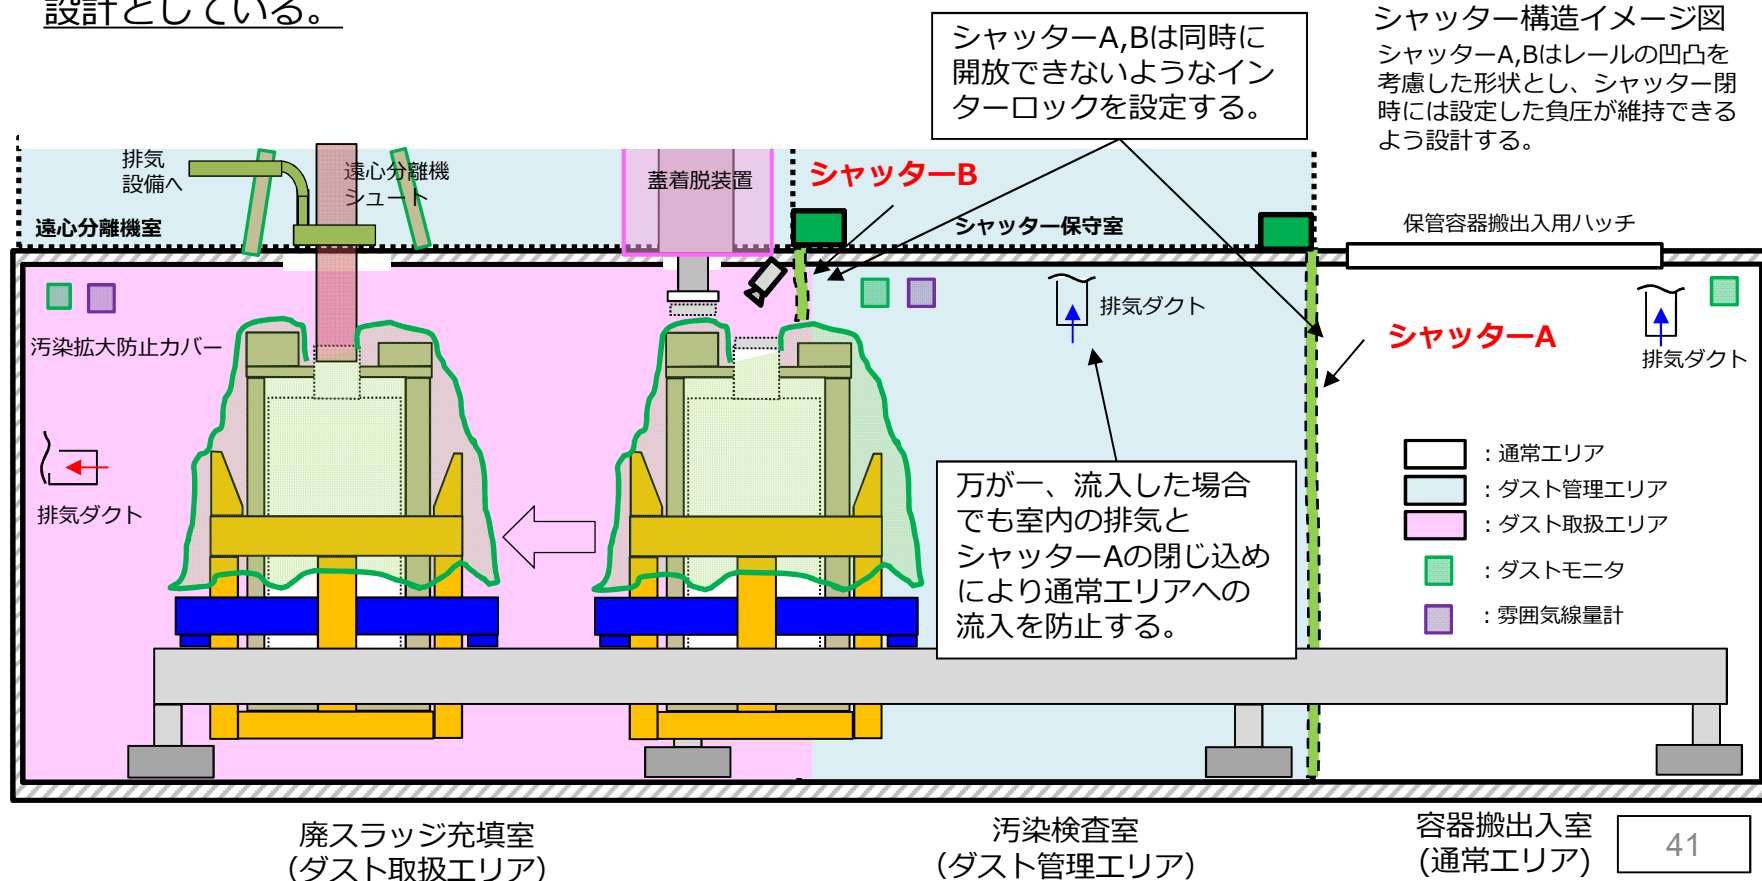 設計としている。
シャッター構造イメージ図
シャッターA,Bはレールの凹凸を
考慮した形状とし、シャッター閉
時には設定した負圧が維持できる
よう設計する。
シャッターA,Bは同時に
開放できないようなイン
ターロックを設定する。
排気
設備へ
遠心分離機
シュート
蓋着脱装置
シャッターB
遠心分離機室
シャッター保守室
保管容器搬出入用ハッチ
排気ダクト
シャッターA
排気ダクト
汚染拡大防止カバー
排気ダクト
万が一、流入した場合
でも室内の排気と
シャッターAの閉じ込め
により通常エリアへの
流入を防止する。
：通常エリア
：ダスト管理エリア
：ダスト取扱エリア
：ダストモニタ
：雰囲気線量計
廃スラッジ充填室
（ダスト取扱エリア）
汚染検査室
（ダスト管理エリア）
容器搬出入室
(通常エリア)
41